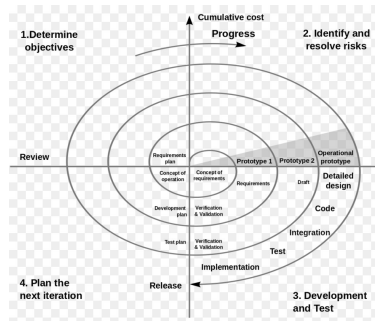 Cumulative cost
Progress
1.Determine
objectives
2. Identify and
resolve risks
Requirements
plan
Concept of
operation
Concept of
requirements
Prototype 1
Prototype 2
Operational
prototype
Review
Requirements
Draft
Detailed
design
Development
plan
Verification
& Validation
Code
Integration
Test plan
Verification
& Validation
Test
Implementation
Release
4. Plan the
next iteration
3. Development
and Test